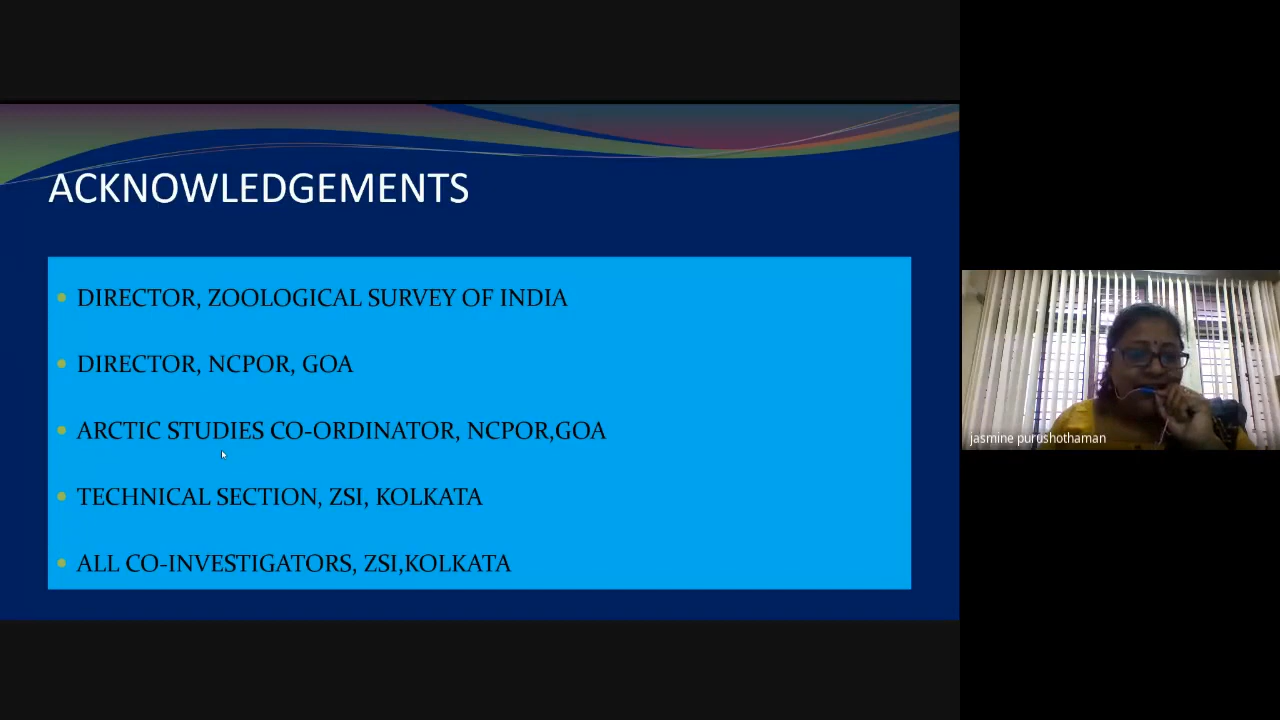 ACKNOWLEDGEMENTS
DIRECTOR, ZOOLOGICAL SURVEY OF INDIA
DIRECTOR, NCPOR, GOA
ARCTIC STUDIES CO-ORDINATOR, NCPOR,GOA
TECHNICAL SECTION, ZSI, KOLKATA
ALL CO-INVESTIGATORS, ZSI,KOLKATA
jasmine purushothaman